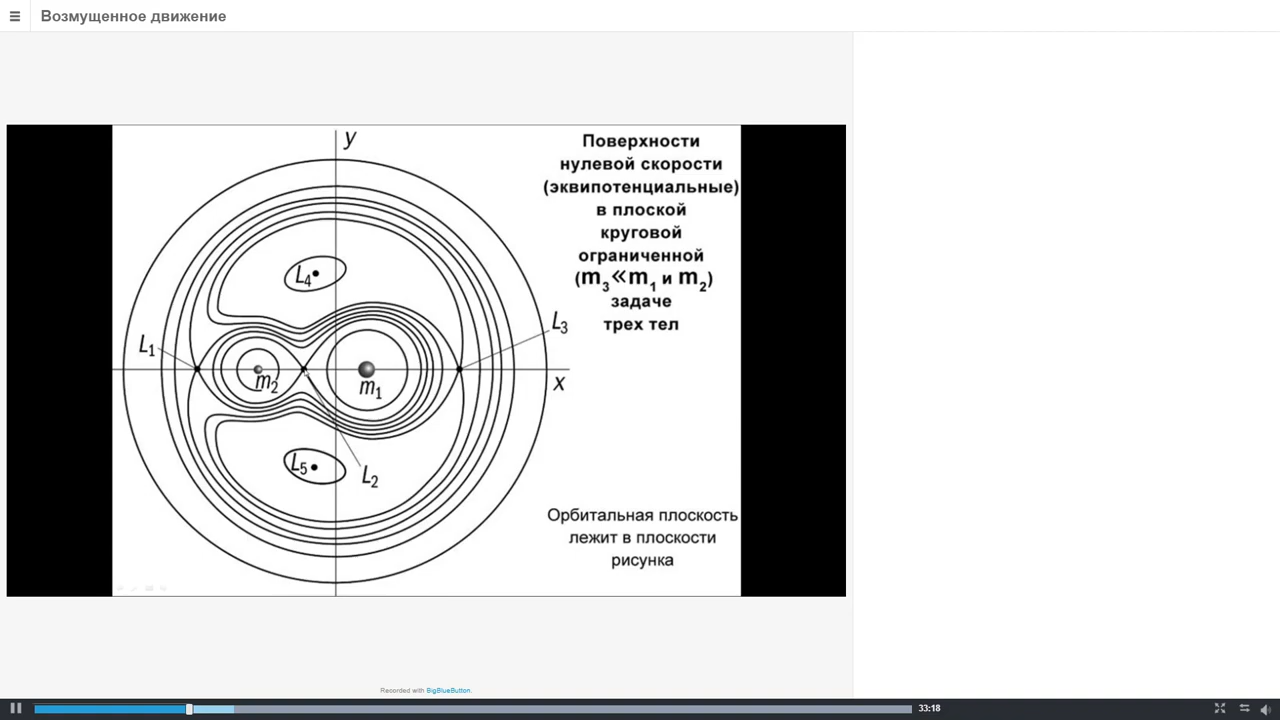 Возмущенное движение
y
Поверхности
нулевой скорости
(эквипотенциальные)
в плоской
круговой
ограниченной
(m₃≪m₁ и m₂)
задаче
трех тел
L₄
L₃
L₁
m₂
m₁
x
L₅
L₂
Орбитальная плоскость
лежит в плоскости
рисунка
Recorded with BigBlueButton.
33:18